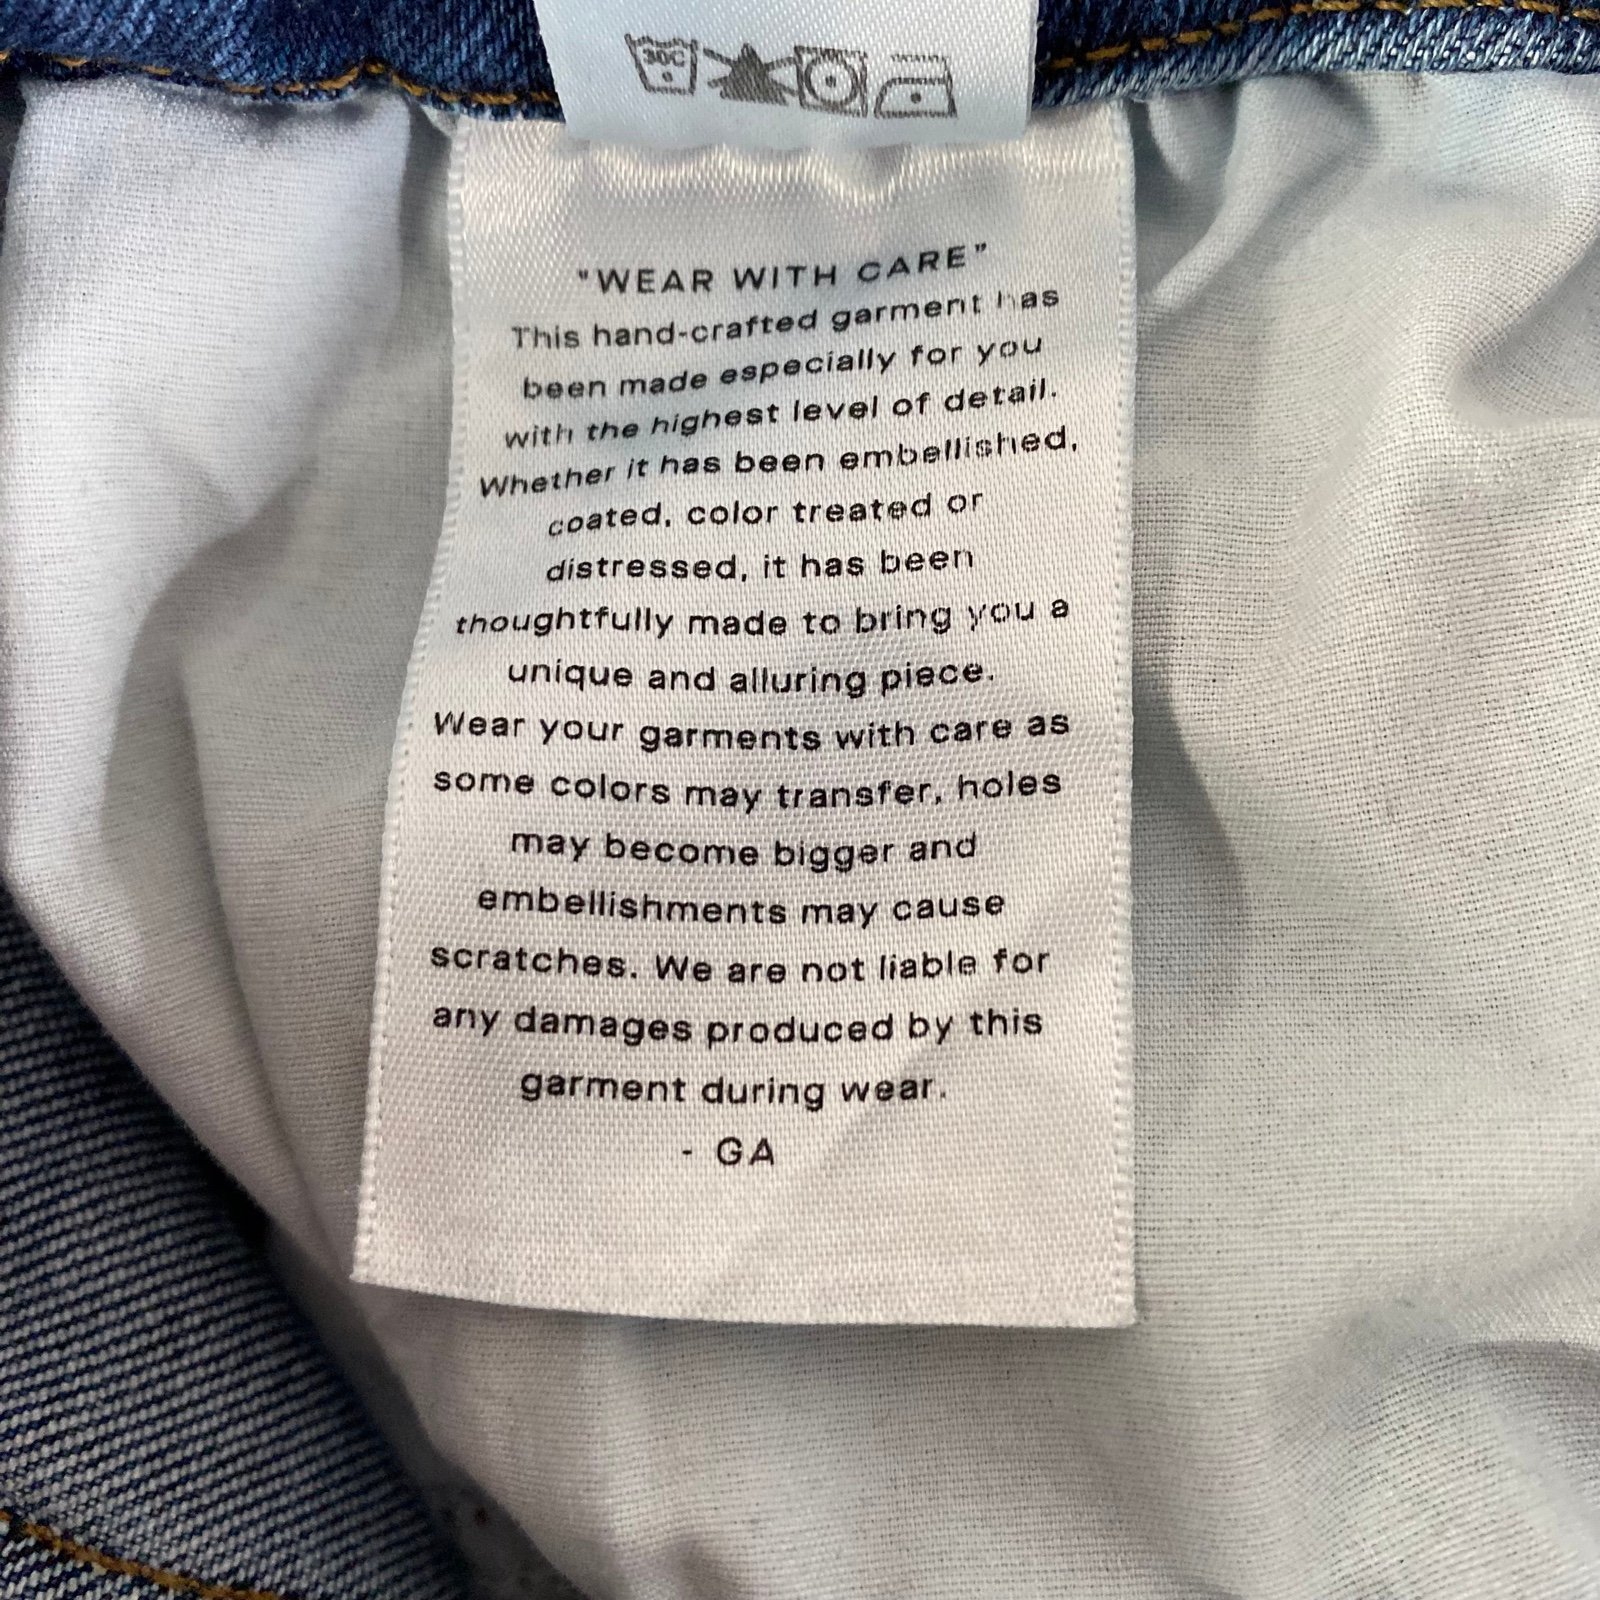 30C
"WEAR WITH CARE"
This hand-crafted garment has
been made especially for you
with the highest level of detail.
Whether it has been embellished,
coated, color treated or
distressed, it has been
thoughtfully made to bring you a
unique and alluring piece.
Wear your garments with care as
some colors may transfer, holes
may become bigger and
embellishments may cause
scratches. We are not liable for
any damages produced by this
garment during wear.
- GA